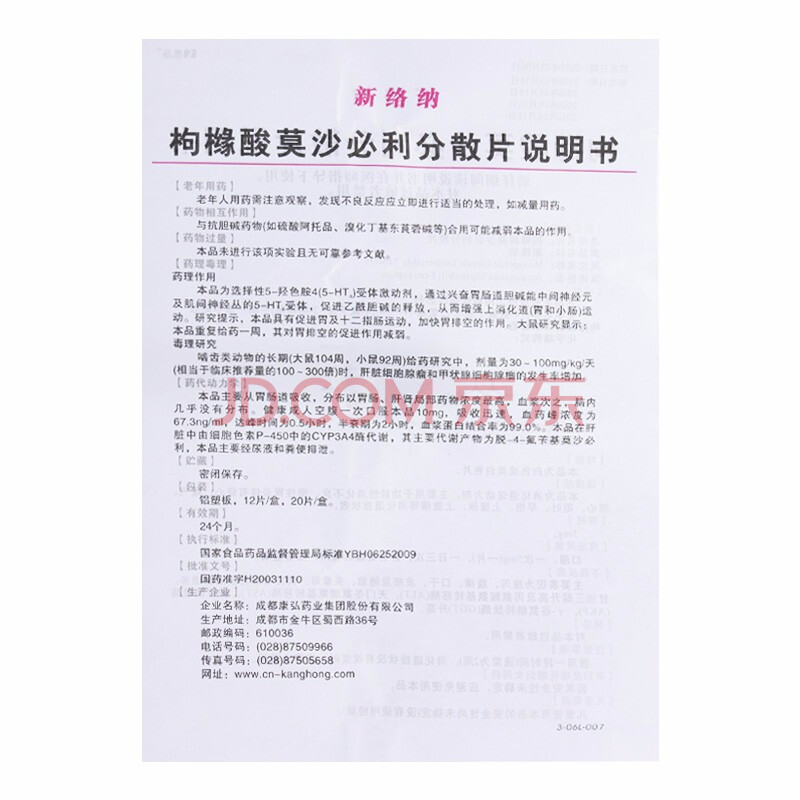 新络纳
枸橼酸莫沙必利分散片说明书
【老年用药】
老年人用药需注意观察，发现不良反应应立即进行适当的处理，如减量用药。
【药物相互作用】
与抗胆碱药物(如硫酸阿托品、溴化丁基东莨菪碱等)合用可能减弱本品的作用。
【药物过量】
本品未进行该项实验且无可靠参考文献。
【药理毒理】
药理作用
本品为选择性5-羟色胺4(5-HT₄)受体激动剂，通过兴奋胃肠道胆碱能中间神经元
及肌间神经丛的5-HT₄受体，促进乙酰胆碱的释放，从而增强上消化道(胃和小肠)运
动。研究提示，本品具有促进胃及十二指肠运动，加快胃排空的作用。大鼠研究显示：
本品重复给药一周，其对胃排空的促进作用减弱。
毒理研究
啮齿类动物的长期(大鼠104周，小鼠92周)给药研究中，剂量为30～100mg/kg/天
(相当于临床推荐量的100～300倍)时，肝脏细胞腺瘤和甲状腺细胞腺瘤的发生率增加。
【药代动力
本品主要从胃肠道吸收，分布以胃肠、肝肾局部药物浓度最高，血浆次之，脑内
几乎没有分布。健康成人空腹一次口服本品10mg，吸收迅速，血药峰浓度为
67.3ng/ml，达峰时间为0.5小时，半衰期为2小时，血浆蛋白结合率为99.0%。本品在肝
脏中由细胞色素P-450中的CYP3A4酶代谢，其主要代谢产物为脱-4-氟苄基莫沙必
利，本品主要经尿液和粪便排泄。
【贮藏】
密闭保存。
【包装】
铝塑板，12片/盒，20片/盒。
【有效期】
24个月。
【执行标准】
国家食品药品监督管理局标准YBH06252009
【批准文号】
国药准字H20031110
【生产企业】
企业名称：成都康弘药业集团股份有限公司
生产地址：成都市金牛区蜀西路36号
邮政编码：610036
电话号码：(028)87509966
传真号码：(028)87505658
网址：www.cn-kanghong.com
3-06L-007
JD.COM 京东